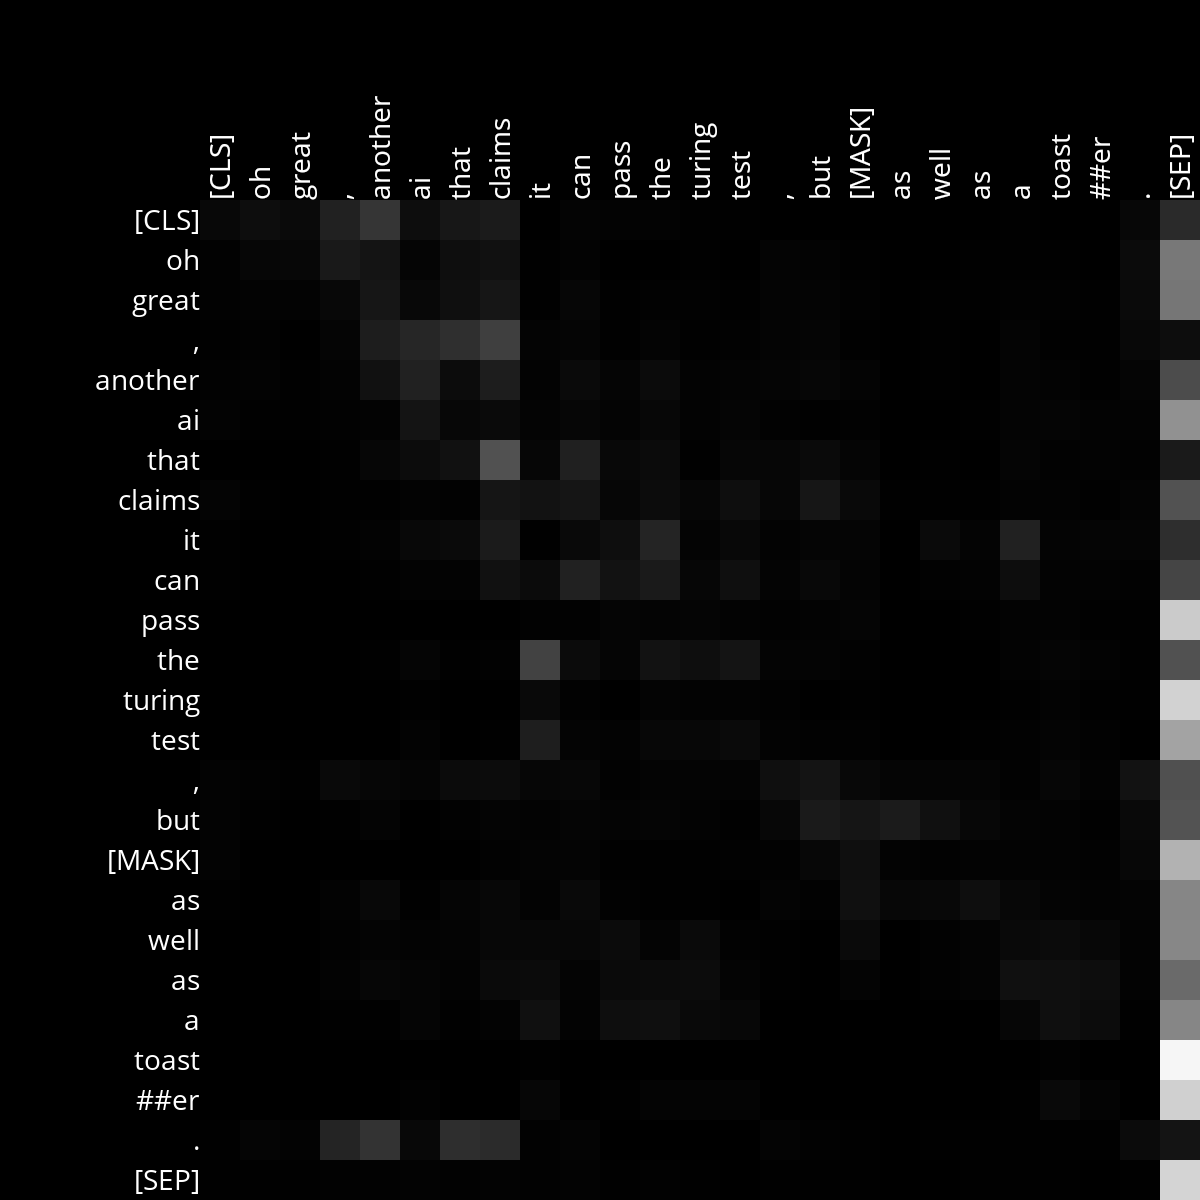 [CLS] oh great , another ai that claims it can pass the turing test , but [MASK] as well as a toast ##er . [SEP]
[CLS]
oh
great
,
another
ai
that
claims
it
can
pass
the
turing
test
,
but
[MASK]
as
well
as
a
toast
##er
.
[SEP]